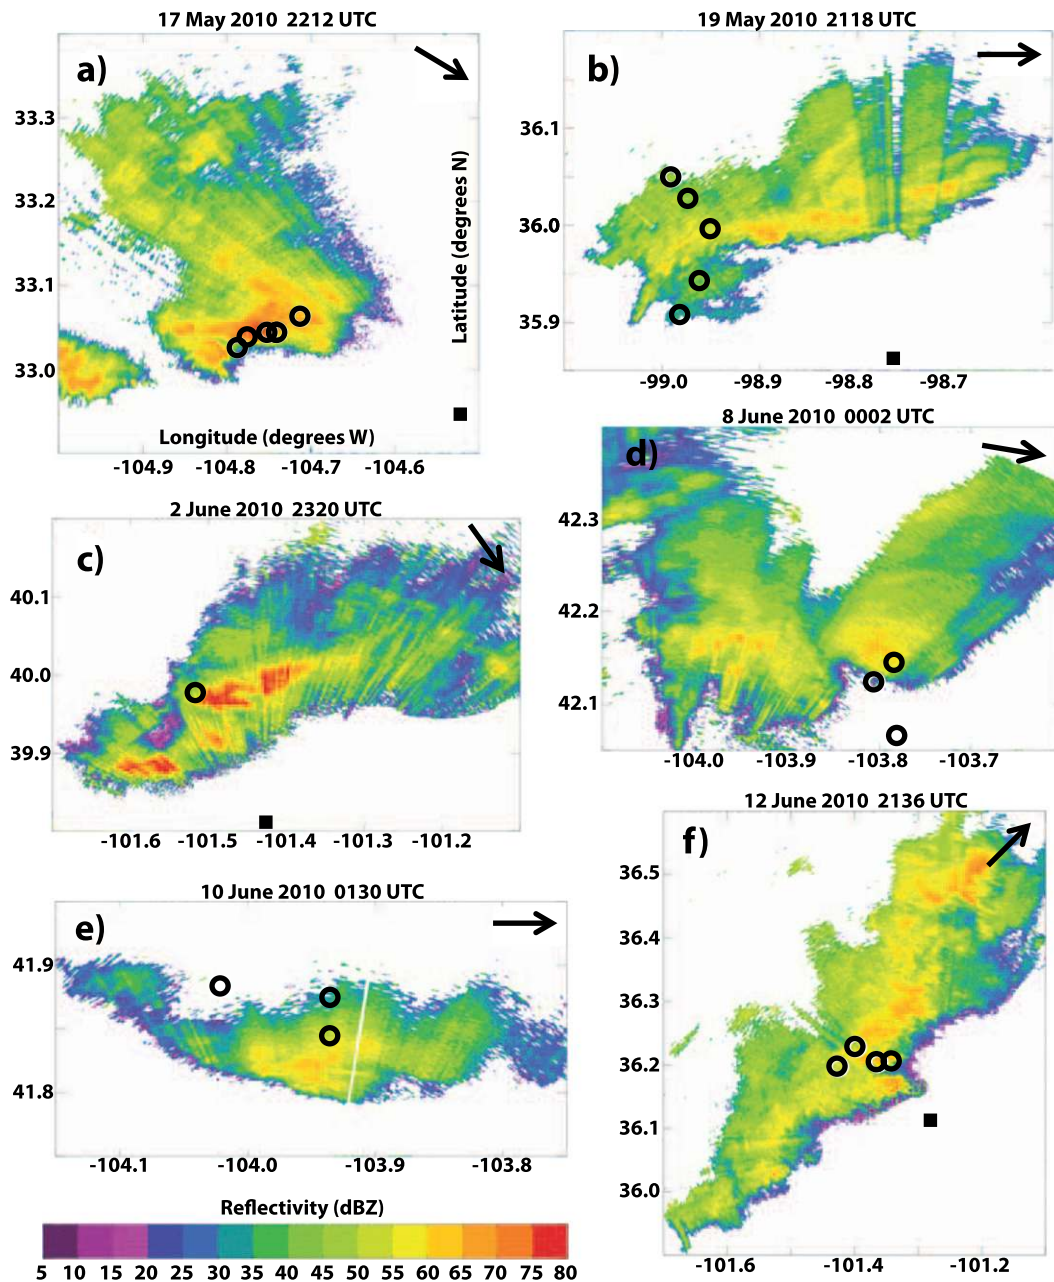 17 May 2010 2212 UTC
a)
33.3
33.2
33.1
33.0
Latitude (degrees N)
Longitude (degrees W)
-104.9 -104.8 -104.7 -104.6
19 May 2010 2118 UTC
b)
36.1
36.0
35.9
-99.0 -98.9 -98.8 -98.7
2 June 2010 2320 UTC
c)
40.1
40.0
39.9
-101.6 -101.5 -101.4 -101.3 -101.2
8 June 2010 0002 UTC
d)
42.3
42.2
42.1
-104.0 -103.9 -103.8 -103.7
10 June 2010 0130 UTC
e)
41.9
41.8
-104.1 -104.0 -103.9 -103.8
12 June 2010 2136 UTC
f)
36.5
36.4
36.3
36.2
36.1
36.0
-101.6 -101.4 -101.2
Reflectivity (dBZ)
5 10 15 20 25 35 40 45 50 55 60 65 70 75 80